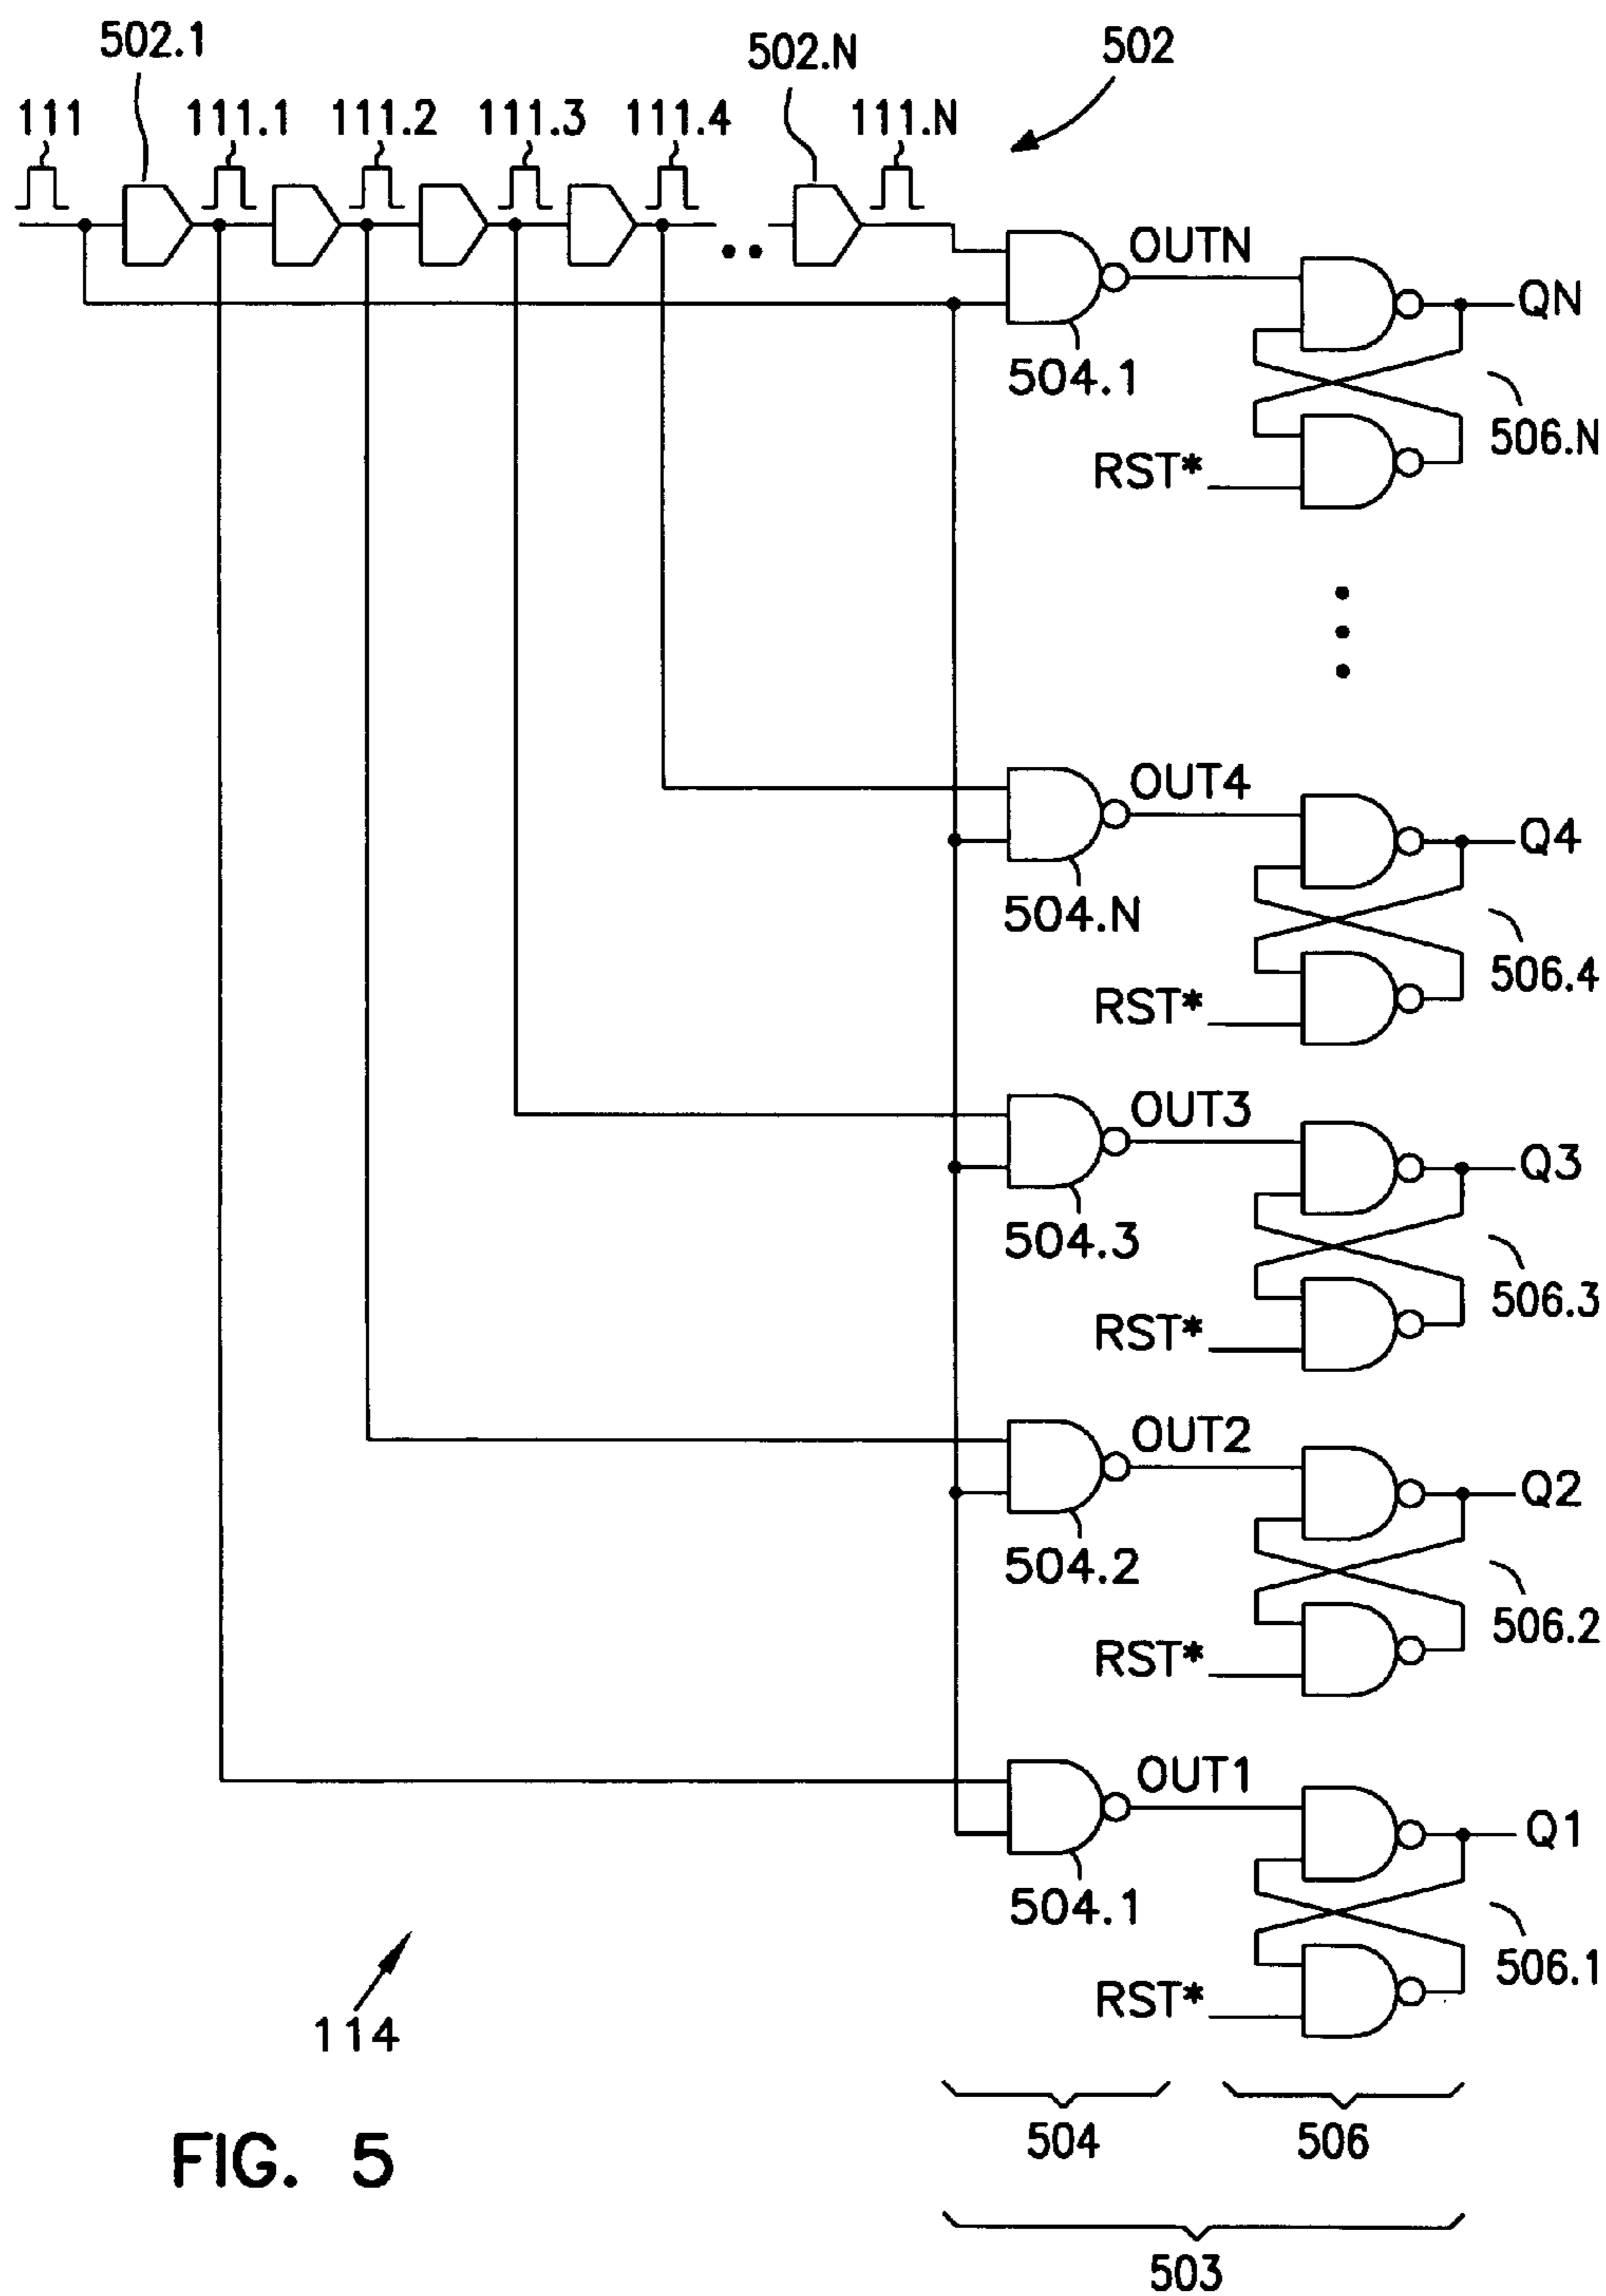 502.1
502.N
502
111
111.1
111.2
111.3
111.4
111.N
OUTN
QN
504.1
506.N
RST*
OUT4
Q4
504.N
506.4
RST*
OUT3
Q3
504.3
506.3
RST*
OUT2
Q2
504.2
506.2
RST*
OUT1
Q1
504.1
506.1
RST*
114
504
506
FIG. 5
503